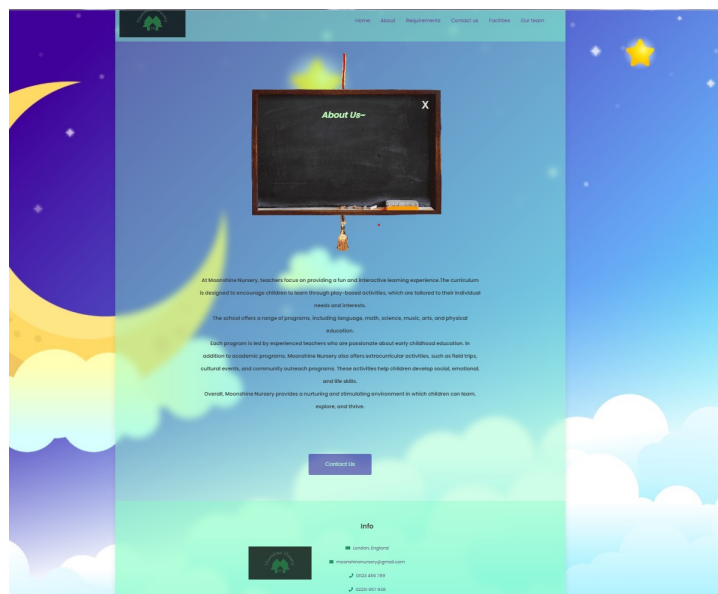 Home About Requirements Contact us Facilities Our team
X
About Us~
At Moonshine Nursery, teachers focus on providing a fun and interactive learning experience.The curriculum
is designed to encourage children to learn through play-based activities, which are tailored to their individual
needs and interests.
The school offers a range of programs, including language, math, science, music, arts, and physical
education.
Each program is led by experienced teachers who are passionate about early childhood education. In
addition to academic programs, Moonshine Nursery also offers extracurricular activities, such as field trips,
cultural events, and community outreach programs. These activities help children develop social, emotional,
and life skills.
Overall, Moonshine Nursery provides a nurturing and stimulating environment in which children can learn,
explore, and thrive.
Contact Us
Info
London, England
moonshinenursery@gmail.com